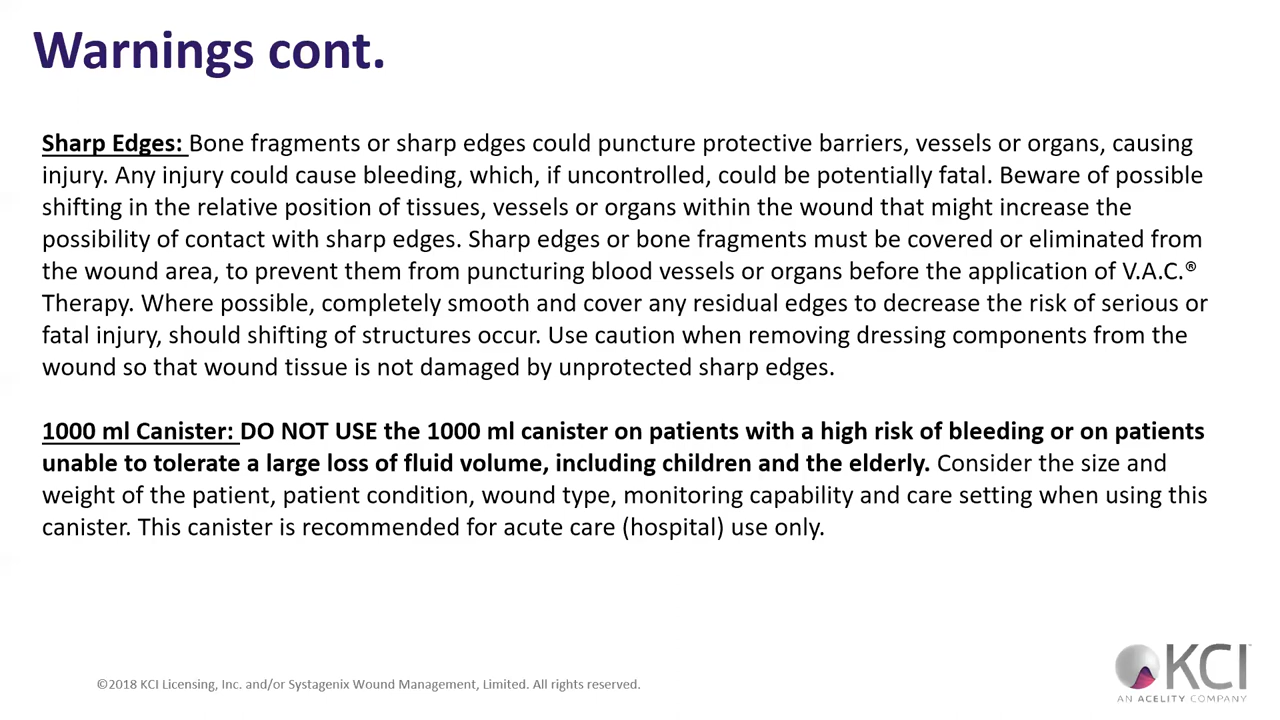 Warnings cont.
Sharp Edges: Bone fragments or sharp edges could puncture protective barriers, vessels or organs, causing
injury. Any injury could cause bleeding, which, if uncontrolled, could be potentially fatal. Beware of possible
shifting in the relative position of tissues, vessels or organs within the wound that might increase the
possibility of contact with sharp edges. Sharp edges or bone fragments must be covered or eliminated from
the wound area, to prevent them from puncturing blood vessels or organs before the application of V.A.C.®
Therapy. Where possible, completely smooth and cover any residual edges to decrease the risk of serious or
fatal injury, should shifting of structures occur. Use caution when removing dressing components from the
wound so that wound tissue is not damaged by unprotected sharp edges.
1000 ml Canister: DO NOT USE the 1000 ml canister on patients with a high risk of bleeding or on patients
unable to tolerate a large loss of fluid volume, including children and the elderly. Consider the size and
weight of the patient, patient condition, wound type, monitoring capability and care setting when using this
canister. This canister is recommended for acute care (hospital) use only.
©2018 KCI Licensing, Inc. and/or Systagenix Wound Management, Limited. All rights reserved.
KCI™
AN ACELITY COMPANY